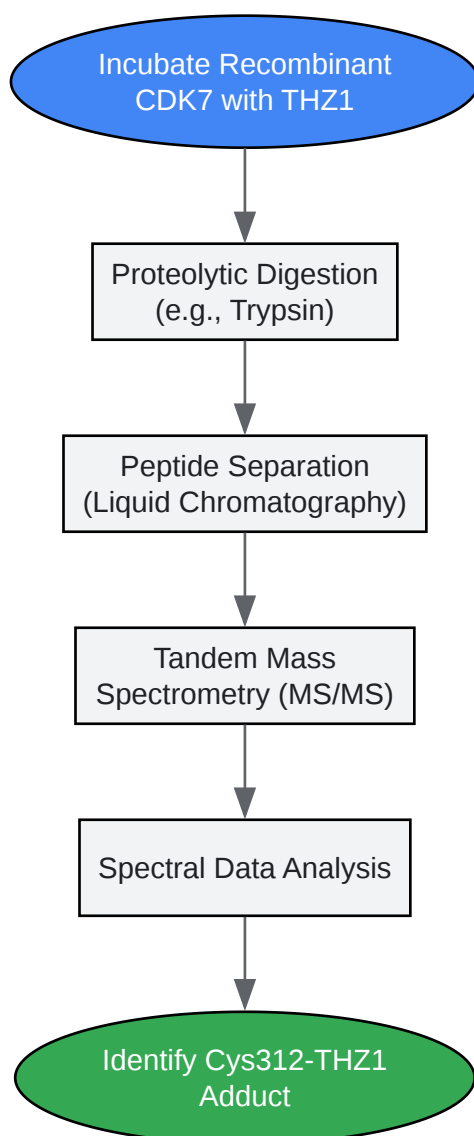 Incubate Recombinant
CDK7 with THZ1
Proteolytic Digestion
(e.g., Trypsin)
Peptide Separation
(Liquid Chromatography)
Tandem Mass
Spectrometry (MS/MS)
Spectral Data Analysis
Identify Cys312-THZ1
Adduct